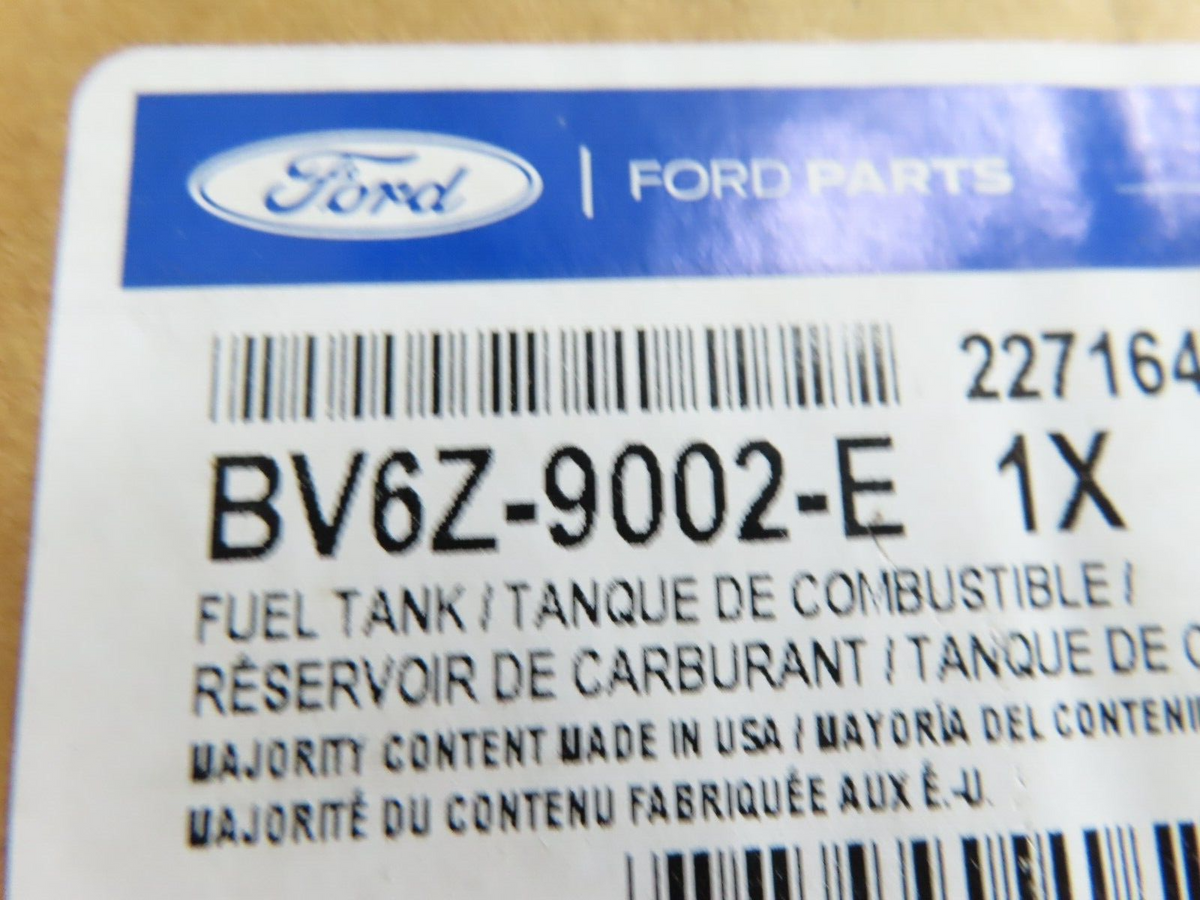 Ford | FORD PARTS
227164
BV6Z-9002-E 1X
FUEL TANK / TANQUE DE COMBUSTIBLE /
RÉSERVOIR DE CARBURANT / TANQUE DE C
MAJORITY CONTENT MADE IN USA / MAYORÍA DEL CONTENI
MAJORITÉ DU CONTENU FABRIQUÉE AUX É.-U.